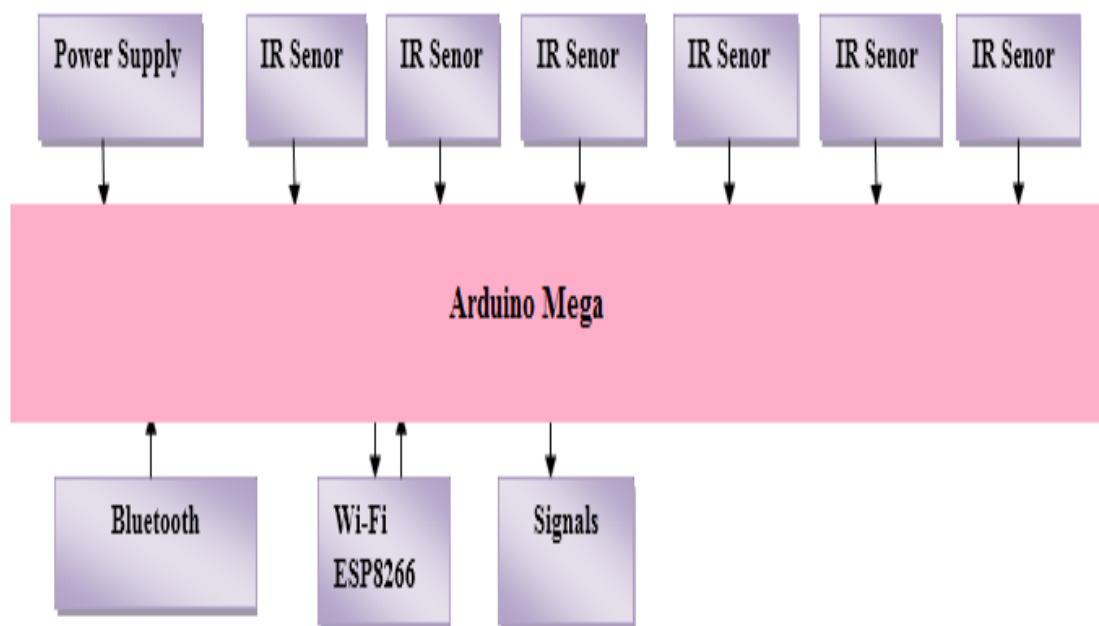 Power Supply
IR Senor
IR Senor
IR Senor
IR Senor
IR Senor
IR Senor
Arduino Mega
Bluetooth
Wi-Fi
ESP8266
Signals